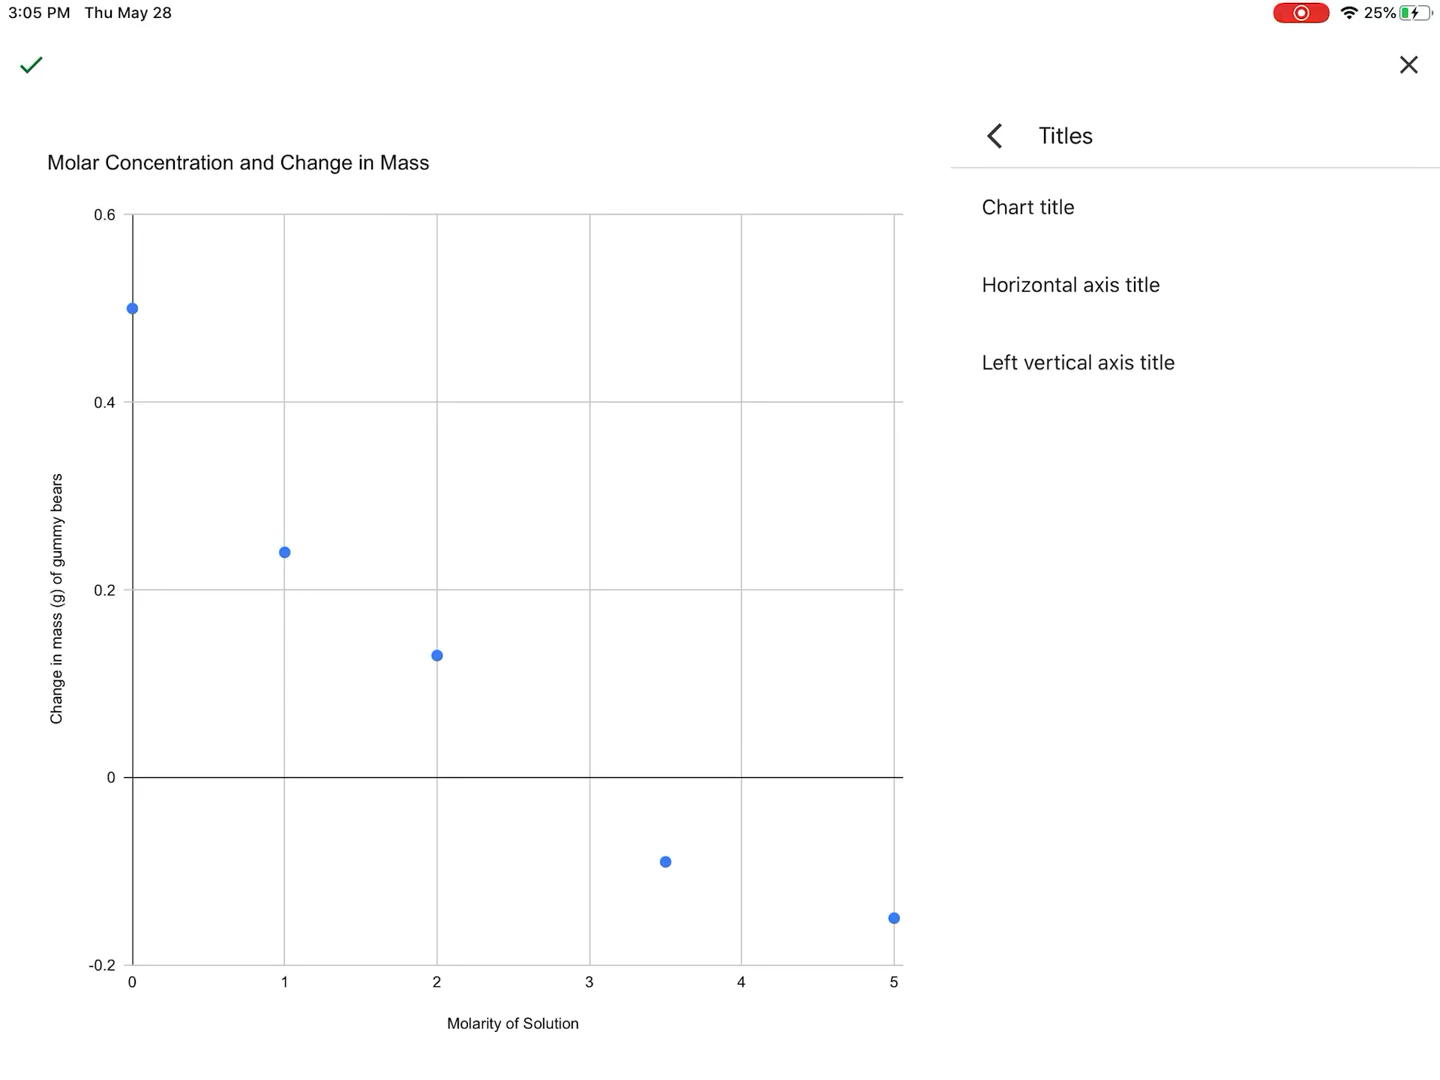 3:05 PM Thu May 28
25%
Titles
Molar Concentration and Change in Mass
Chart title
Horizontal axis title
Left vertical axis title
0.6
0.4
0.2
0
-0.2
Change in mass (g) of gummy bears
0 1 2 3 4 5
Molarity of Solution